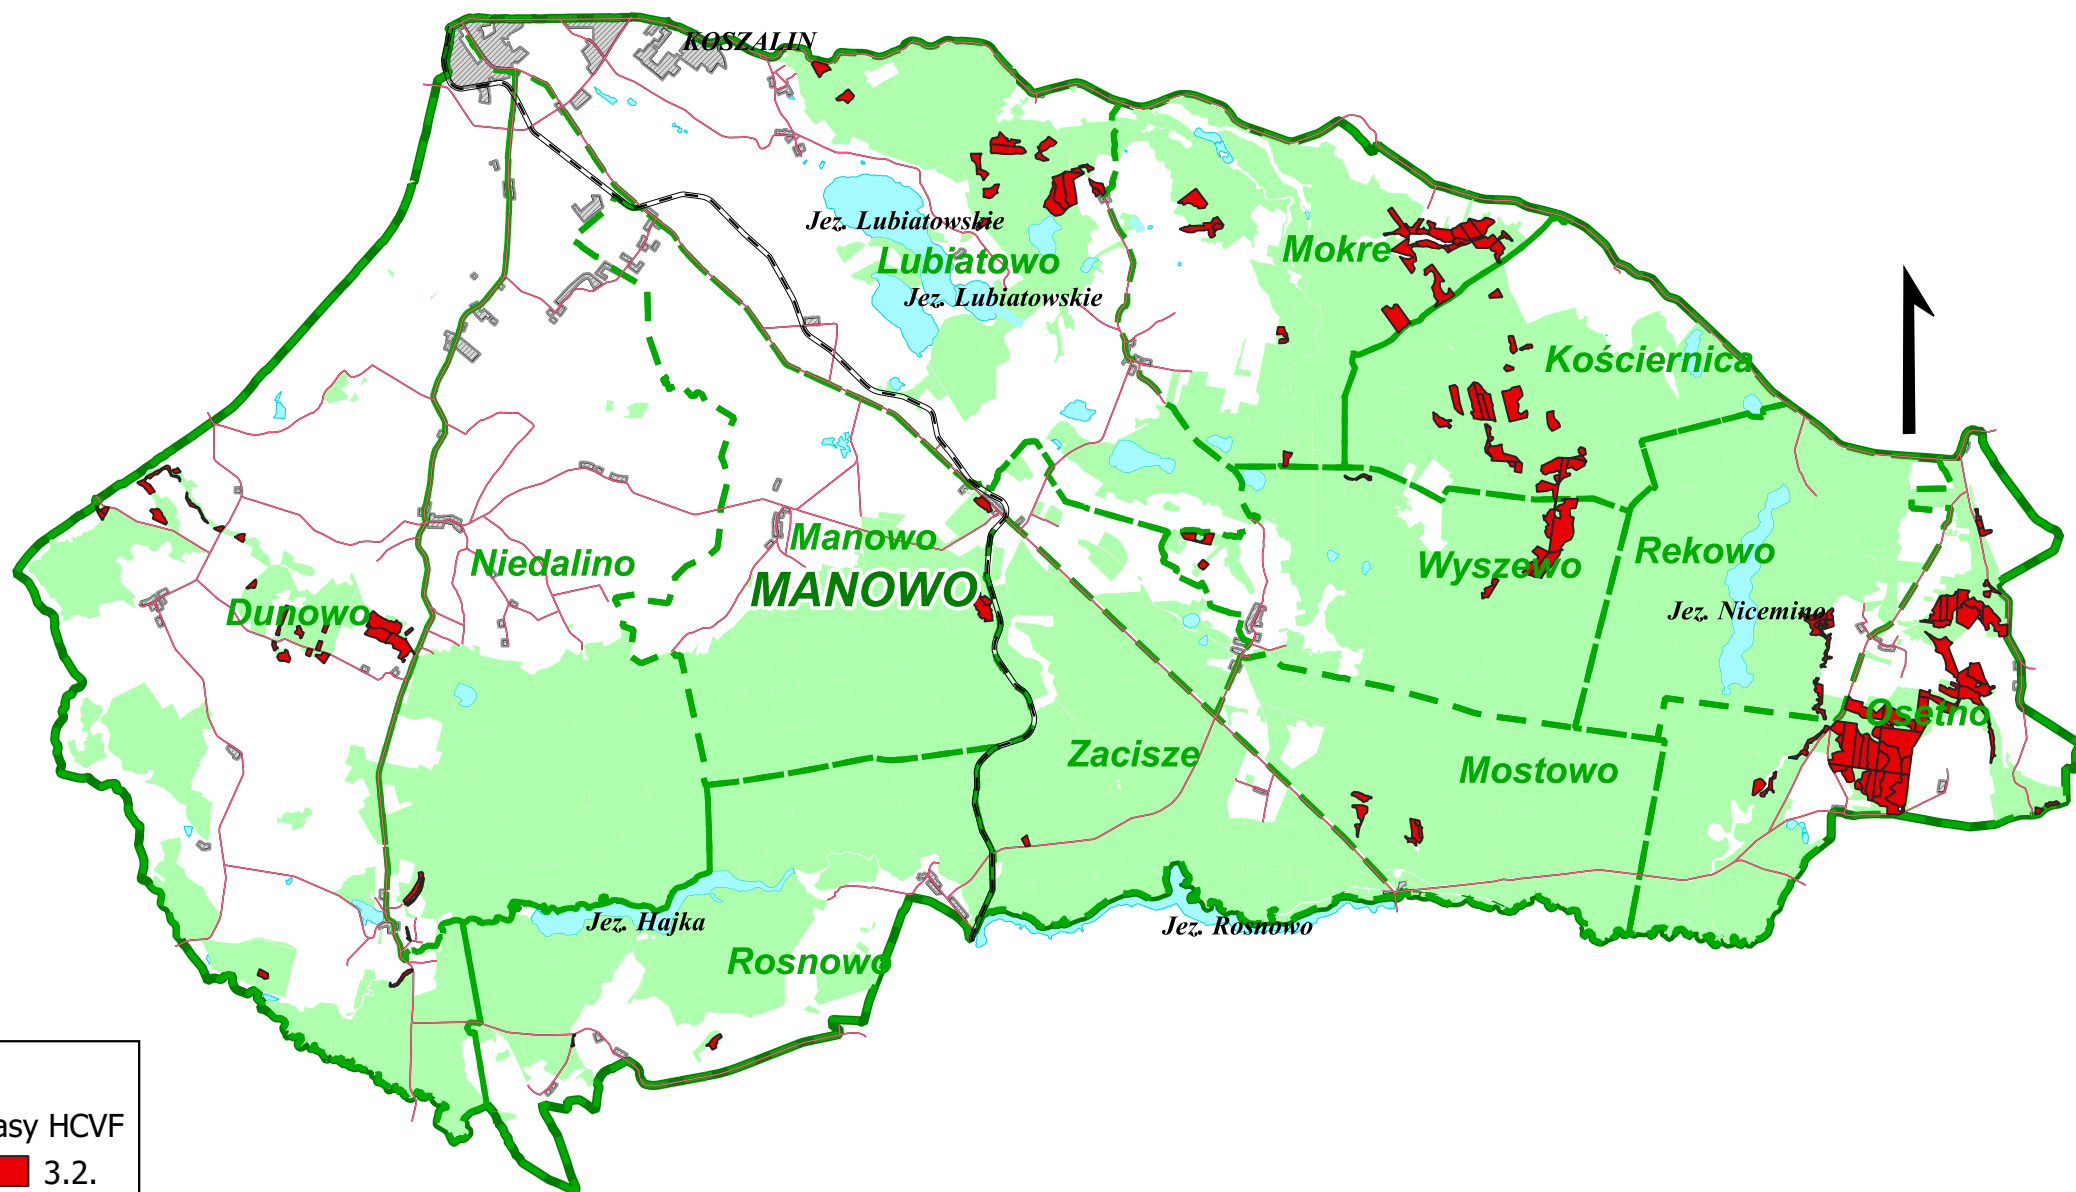 KOSZALIN
Jez. Lubiatowskie
Lubiatowo
Mokre
Jez. Lubiatowskie
Kościernica
Manowo
Rekowo
Niedalino
Wyszewo
MANOWO
Dunowo
Jez. Nicemino
Osetno
Zacisze
Mostowo
Jez. Hajka
Jez. Rosnowo
Rosnowo
asy HCVF
3.2.